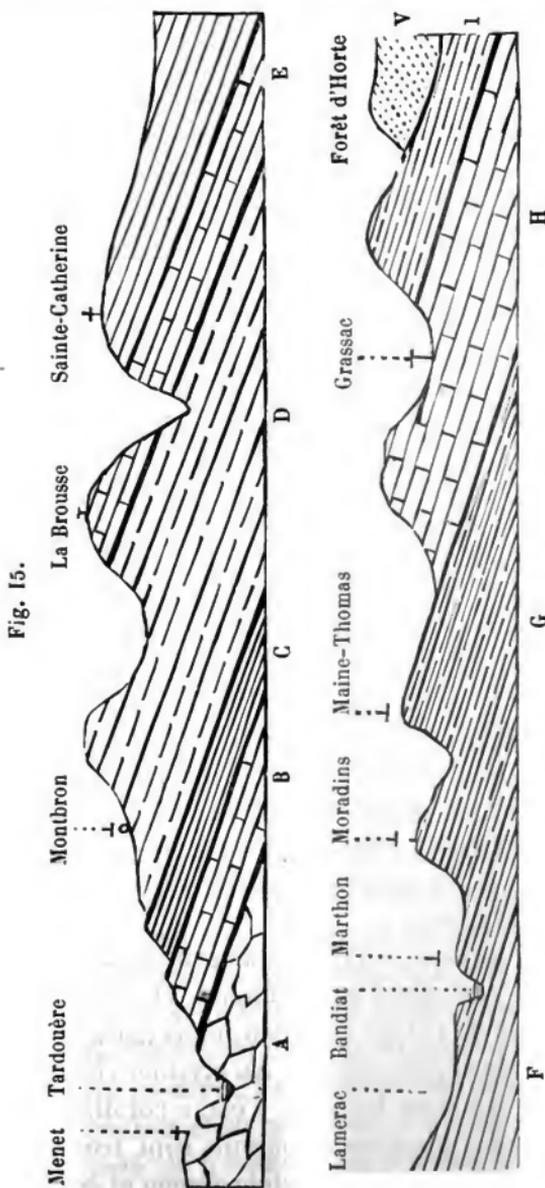 Fig. 15.
Menet
Tardouère
Montbron
La Brousse
Sainte-Catherine
A
B
C
D
E
Lamerac
Bandiat
Marthon
Moradins
Maine-Thomas
Grassac
Forêt d'Horte
V
1
F
G
H